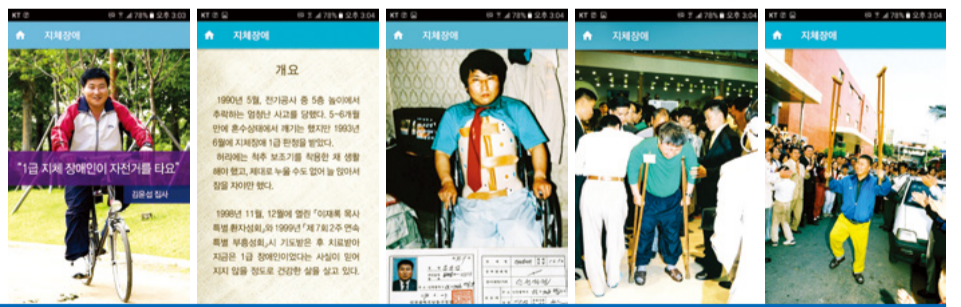 KT 78% 오후 3:03
지체장애
"1급 지체 장애인이 자전거를 타요"
김윤섭 집사
KT 78% 오후 3:04
지체장애
개요
1990년 5월, 전기공사 중 5층 높이에서
추락하는 엄청난 사고를 당했다. 5~6개월
만에 혼수상태에서 깨기는 했지만 1993년
6월에 지체장애 1급 판정을 받았다.
허리에는 척추 보조기를 착용한 채 생활
해야 했고, 제대로 누울 수도 없어 늘 앉아서
잠을 자야만 했다.
1998년 11월, 12월에 열린 「이재록 목사
특별 환자성회」와 1999년 「제7회 2주 연속
특별 부흥성회」시 기도받은 후 치료받아
지금은 1급 장애인이었다는 사실이 믿어
지지 않을 정도로 건강한 삶을 살고 있다.
KT 78% 오후 3:04
지체장애
KT 78% 오후 3:04
지체장애
KT 78% 오후 3:04
지체장애